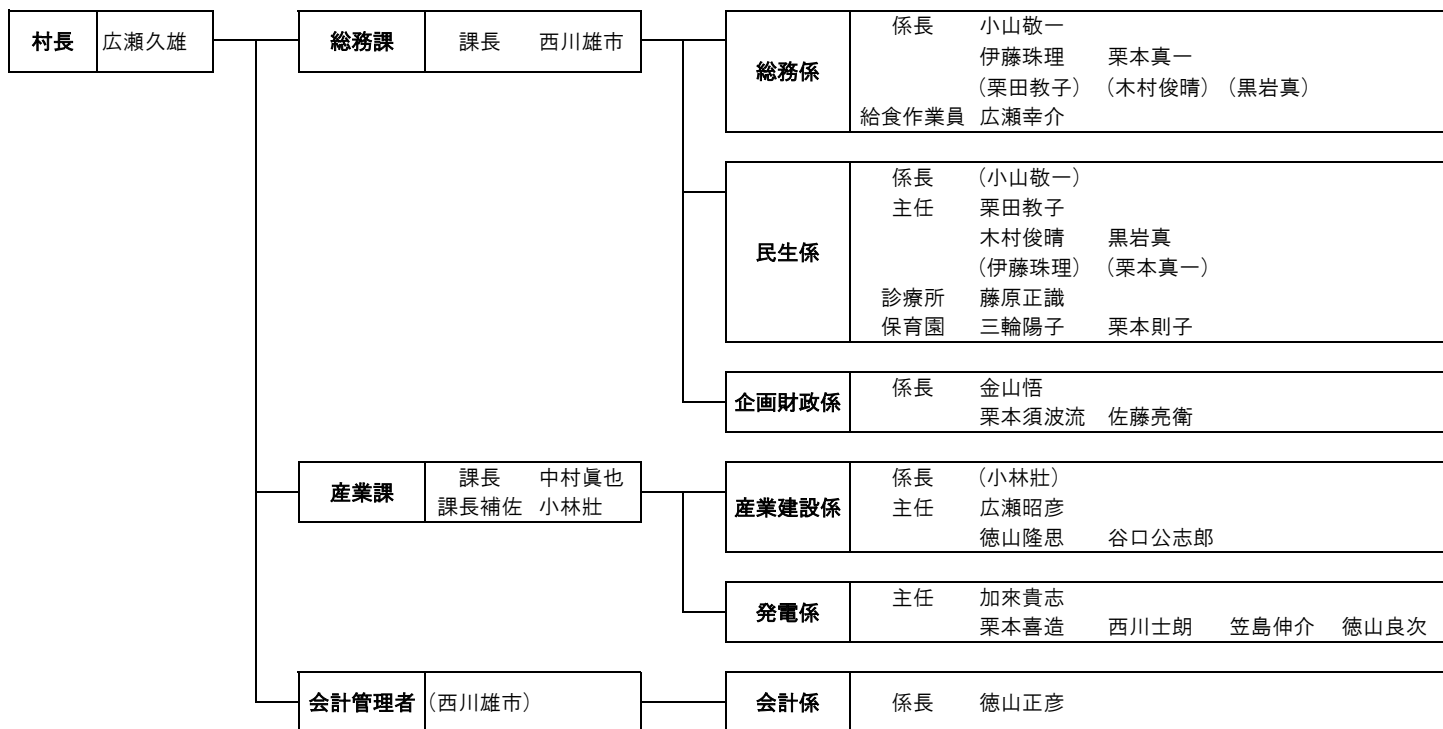 村長 広瀬久雄
総務課 課長 西川雄市
総務係
係長 小山敬一
伊藤珠理 栗本真一
(栗田教子) (木村俊晴) (黒岩真)
給食作業員 広瀬幸介
民生係
係長 (小山敬一)
主任 栗田教子
木村俊晴 黒岩真
(伊藤珠理) (栗本真一)
診療所 藤原正識
保育園 三輪陽子 栗本則子
企画財政係
係長 金山悟
栗本須波流 佐藤亮衛
産業課
課長 中村眞也
課長補佐 小林壯
産業建設係
係長 (小林壯)
主任 広瀬昭彦
徳山隆思 谷口公志郎
発電係
主任 加來貴志
栗本喜造 西川士朗 笠島伸介 徳山良次
会計管理者 (西川雄市)
会計係 係長 徳山正彦